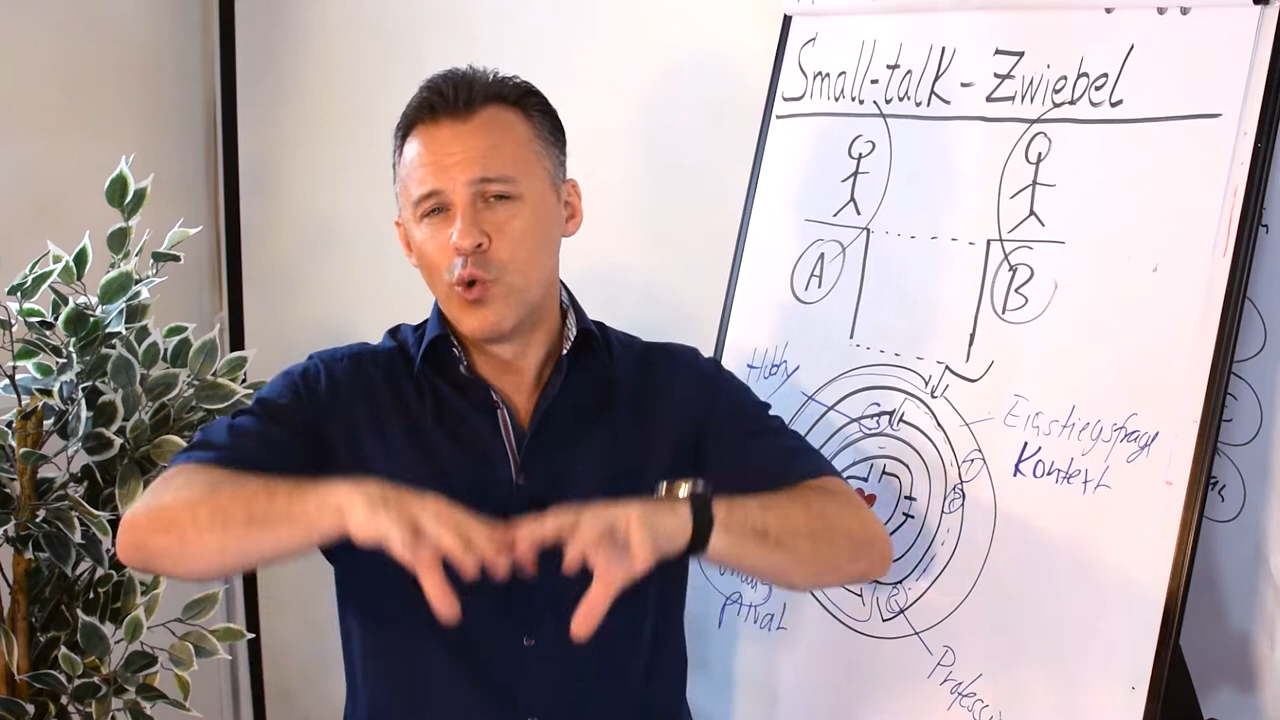 Small-talk-Zwiebel
A
B
Hobby
Einstiegsfrage
Kontext
Privat